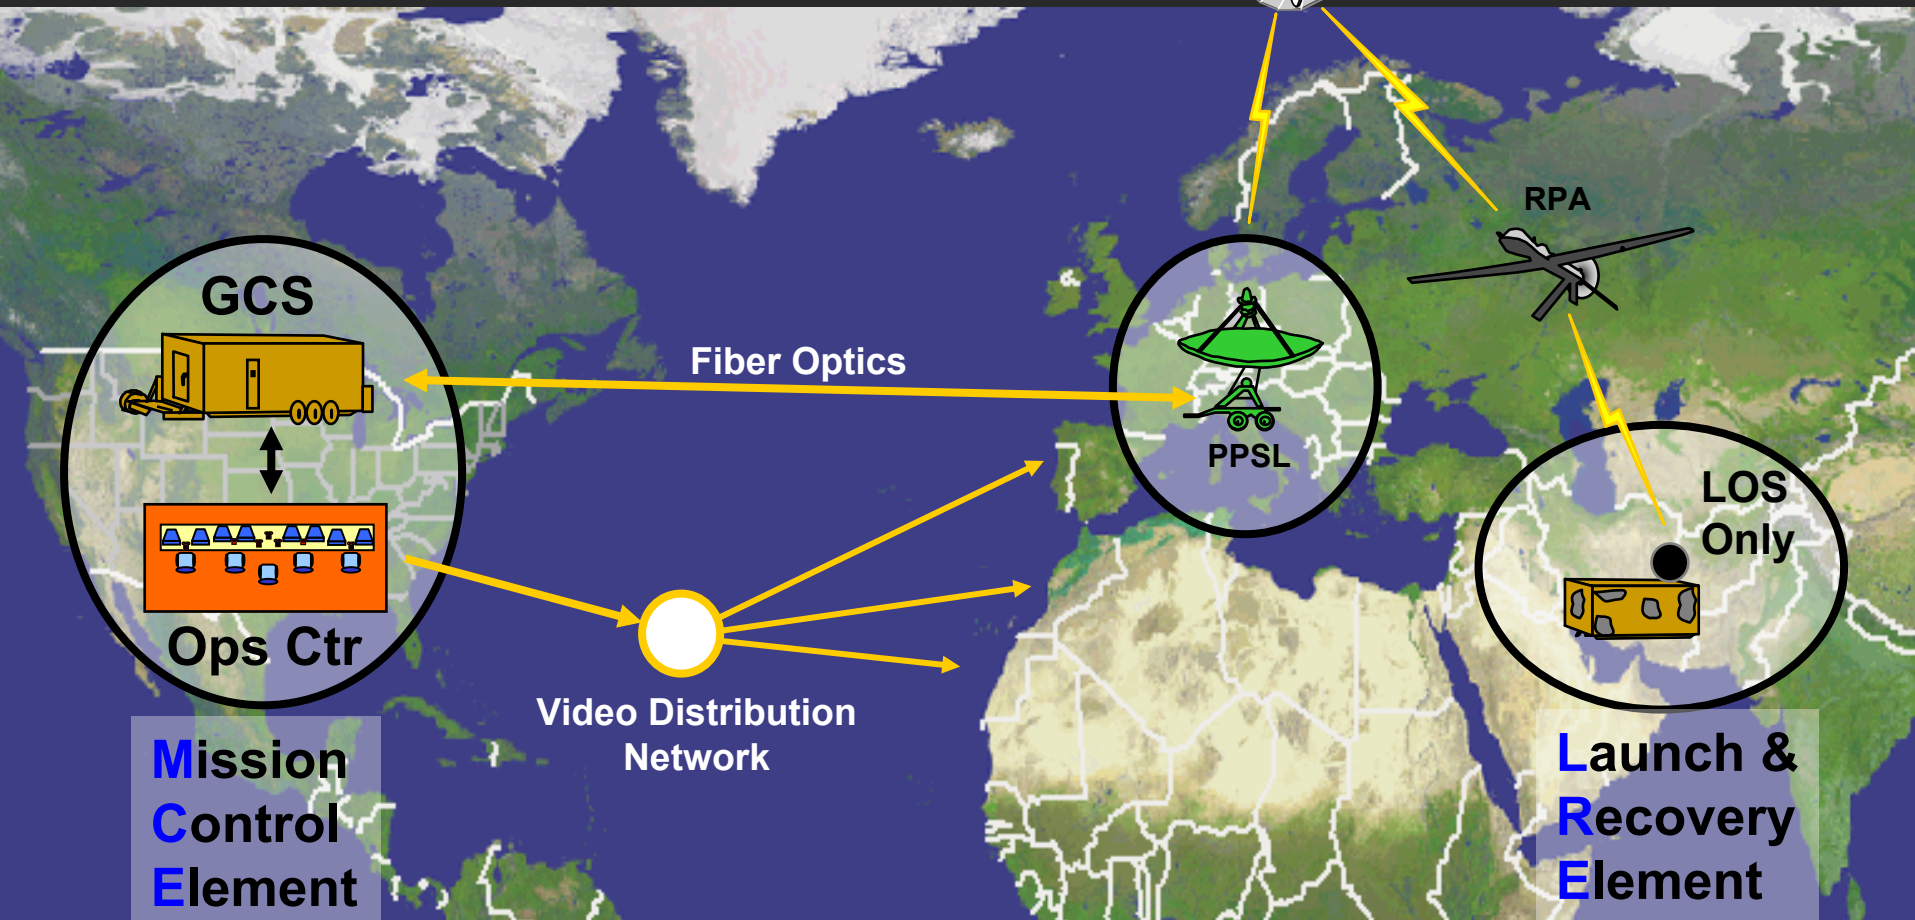 RPA
GCS
Fiber Optics
PPSL
LOS
Only
Ops Ctr
Video Distribution
Network
Mission
Control
Element
Launch &
Recovery
Element